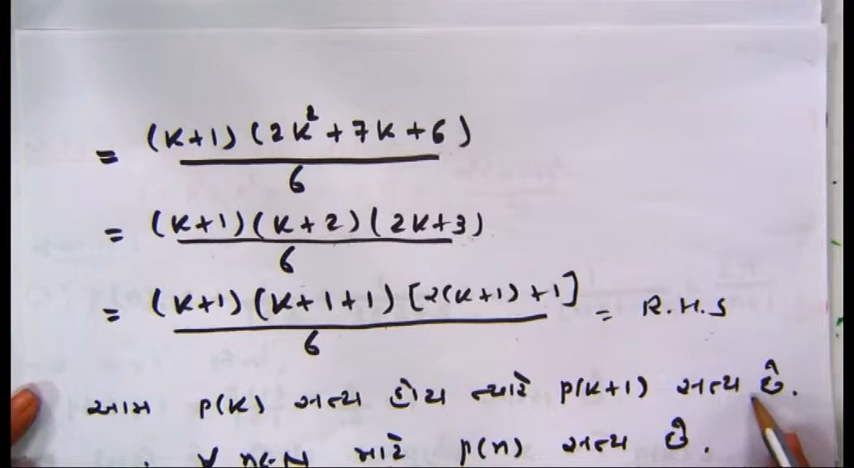 = (k+1)(2k²+7k+6) / 6
= (k+1)(k+2)(2k+3) / 6
= (k+1)(k+1+1)[2(k+1)+1] / 6 = R.H.S
આમ P(k) સત્ય હોય ત્યારે P(k+1) સત્ય છે.
∴ ∀ n∈N માટે P(n) સત્ય છે.